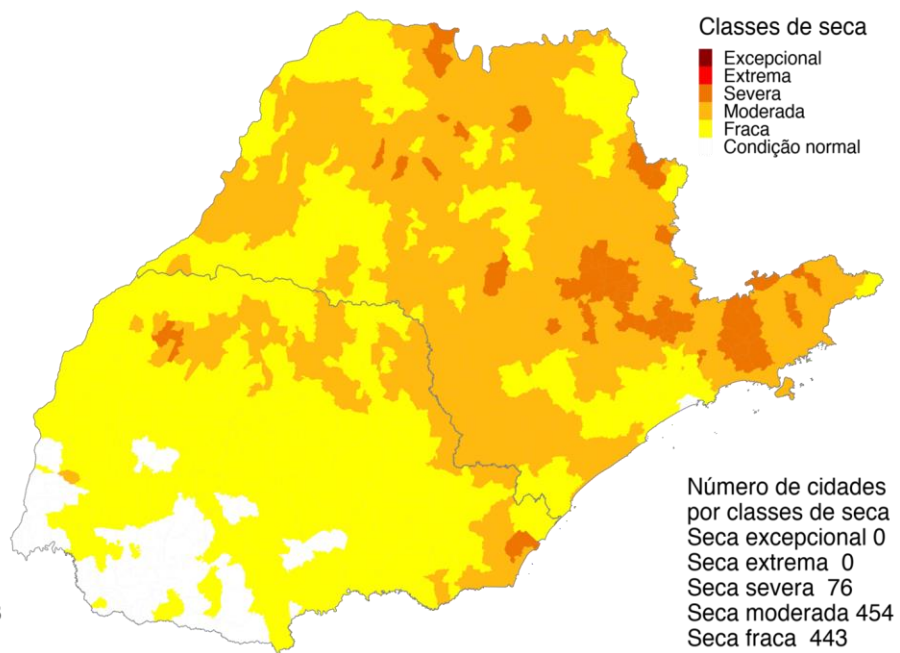 Classes de seca
Excepcional
Extrema
Severa
Moderada
Fraca
Condição normal
Número de cidades
por classes de seca
Seca excepcional 0
Seca extrema 0
Seca severa 76
Seca moderada 454
Seca fraca 443